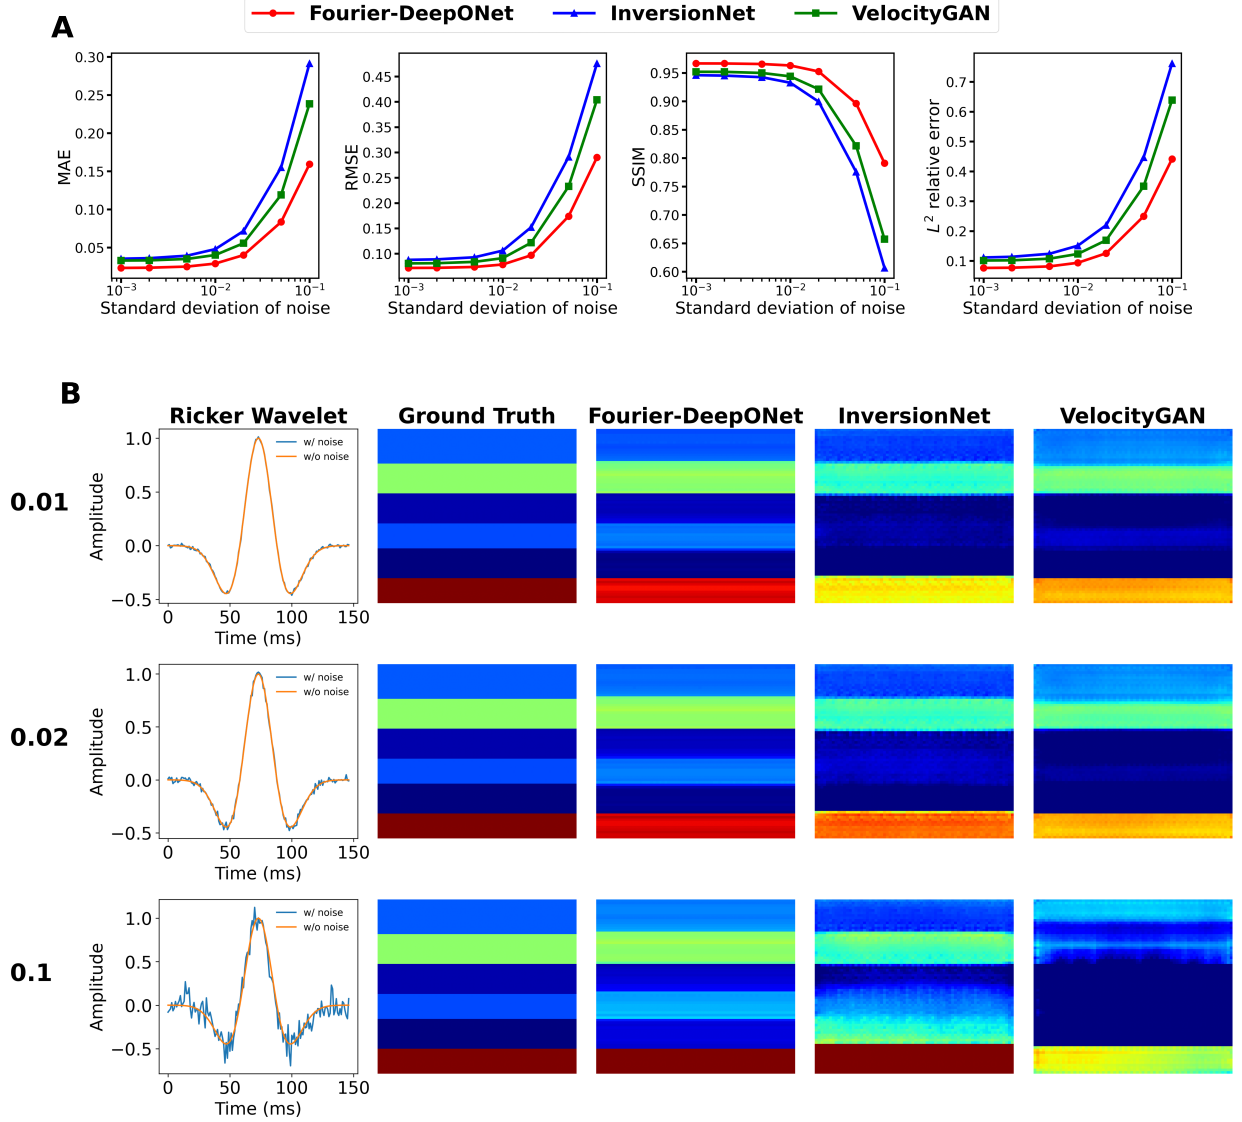 Fourier-DeepONet InversionNet VelocityGAN
A
0.30
0.25
0.20
0.15
0.10
0.05
MAE
10⁻³ 10⁻² 10⁻¹
Standard deviation of noise
0.45
0.40
0.35
0.30
0.25
0.20
0.15
0.10
RMSE
10⁻³ 10⁻² 10⁻¹
Standard deviation of noise
0.95
0.90
0.85
0.80
0.75
0.70
0.65
0.60
SSIM
10⁻³ 10⁻² 10⁻¹
Standard deviation of noise
0.7
0.6
0.5
0.4
0.3
0.2
0.1
L² relative error
10⁻³ 10⁻² 10⁻¹
Standard deviation of noise
B
Ricker Wavelet Ground Truth Fourier-DeepONet InversionNet VelocityGAN
0.01
Amplitude
1.0
0.5
0.0
−0.5
w/ noise
w/o noise
0 50 100 150
Time (ms)
0.02
Amplitude
1.0
0.5
0.0
−0.5
w/ noise
w/o noise
0 50 100 150
Time (ms)
0.1
Amplitude
1.0
0.5
0.0
−0.5
w/ noise
w/o noise
0 50 100 150
Time (ms)